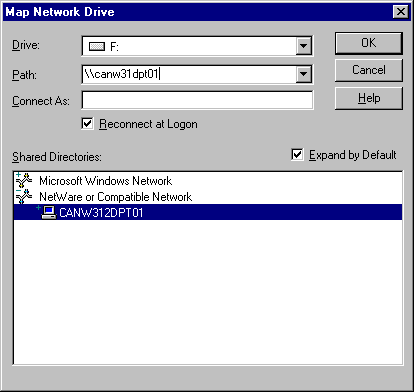 Map Network Drive
Drive: F: OK
Path: \\canw31dpt01 Cancel
Connect As: Help
Reconnect at Logon
Shared Directories: Expand by Default
Microsoft Windows Network
NetWare or Compatible Network
CANW312DPT01